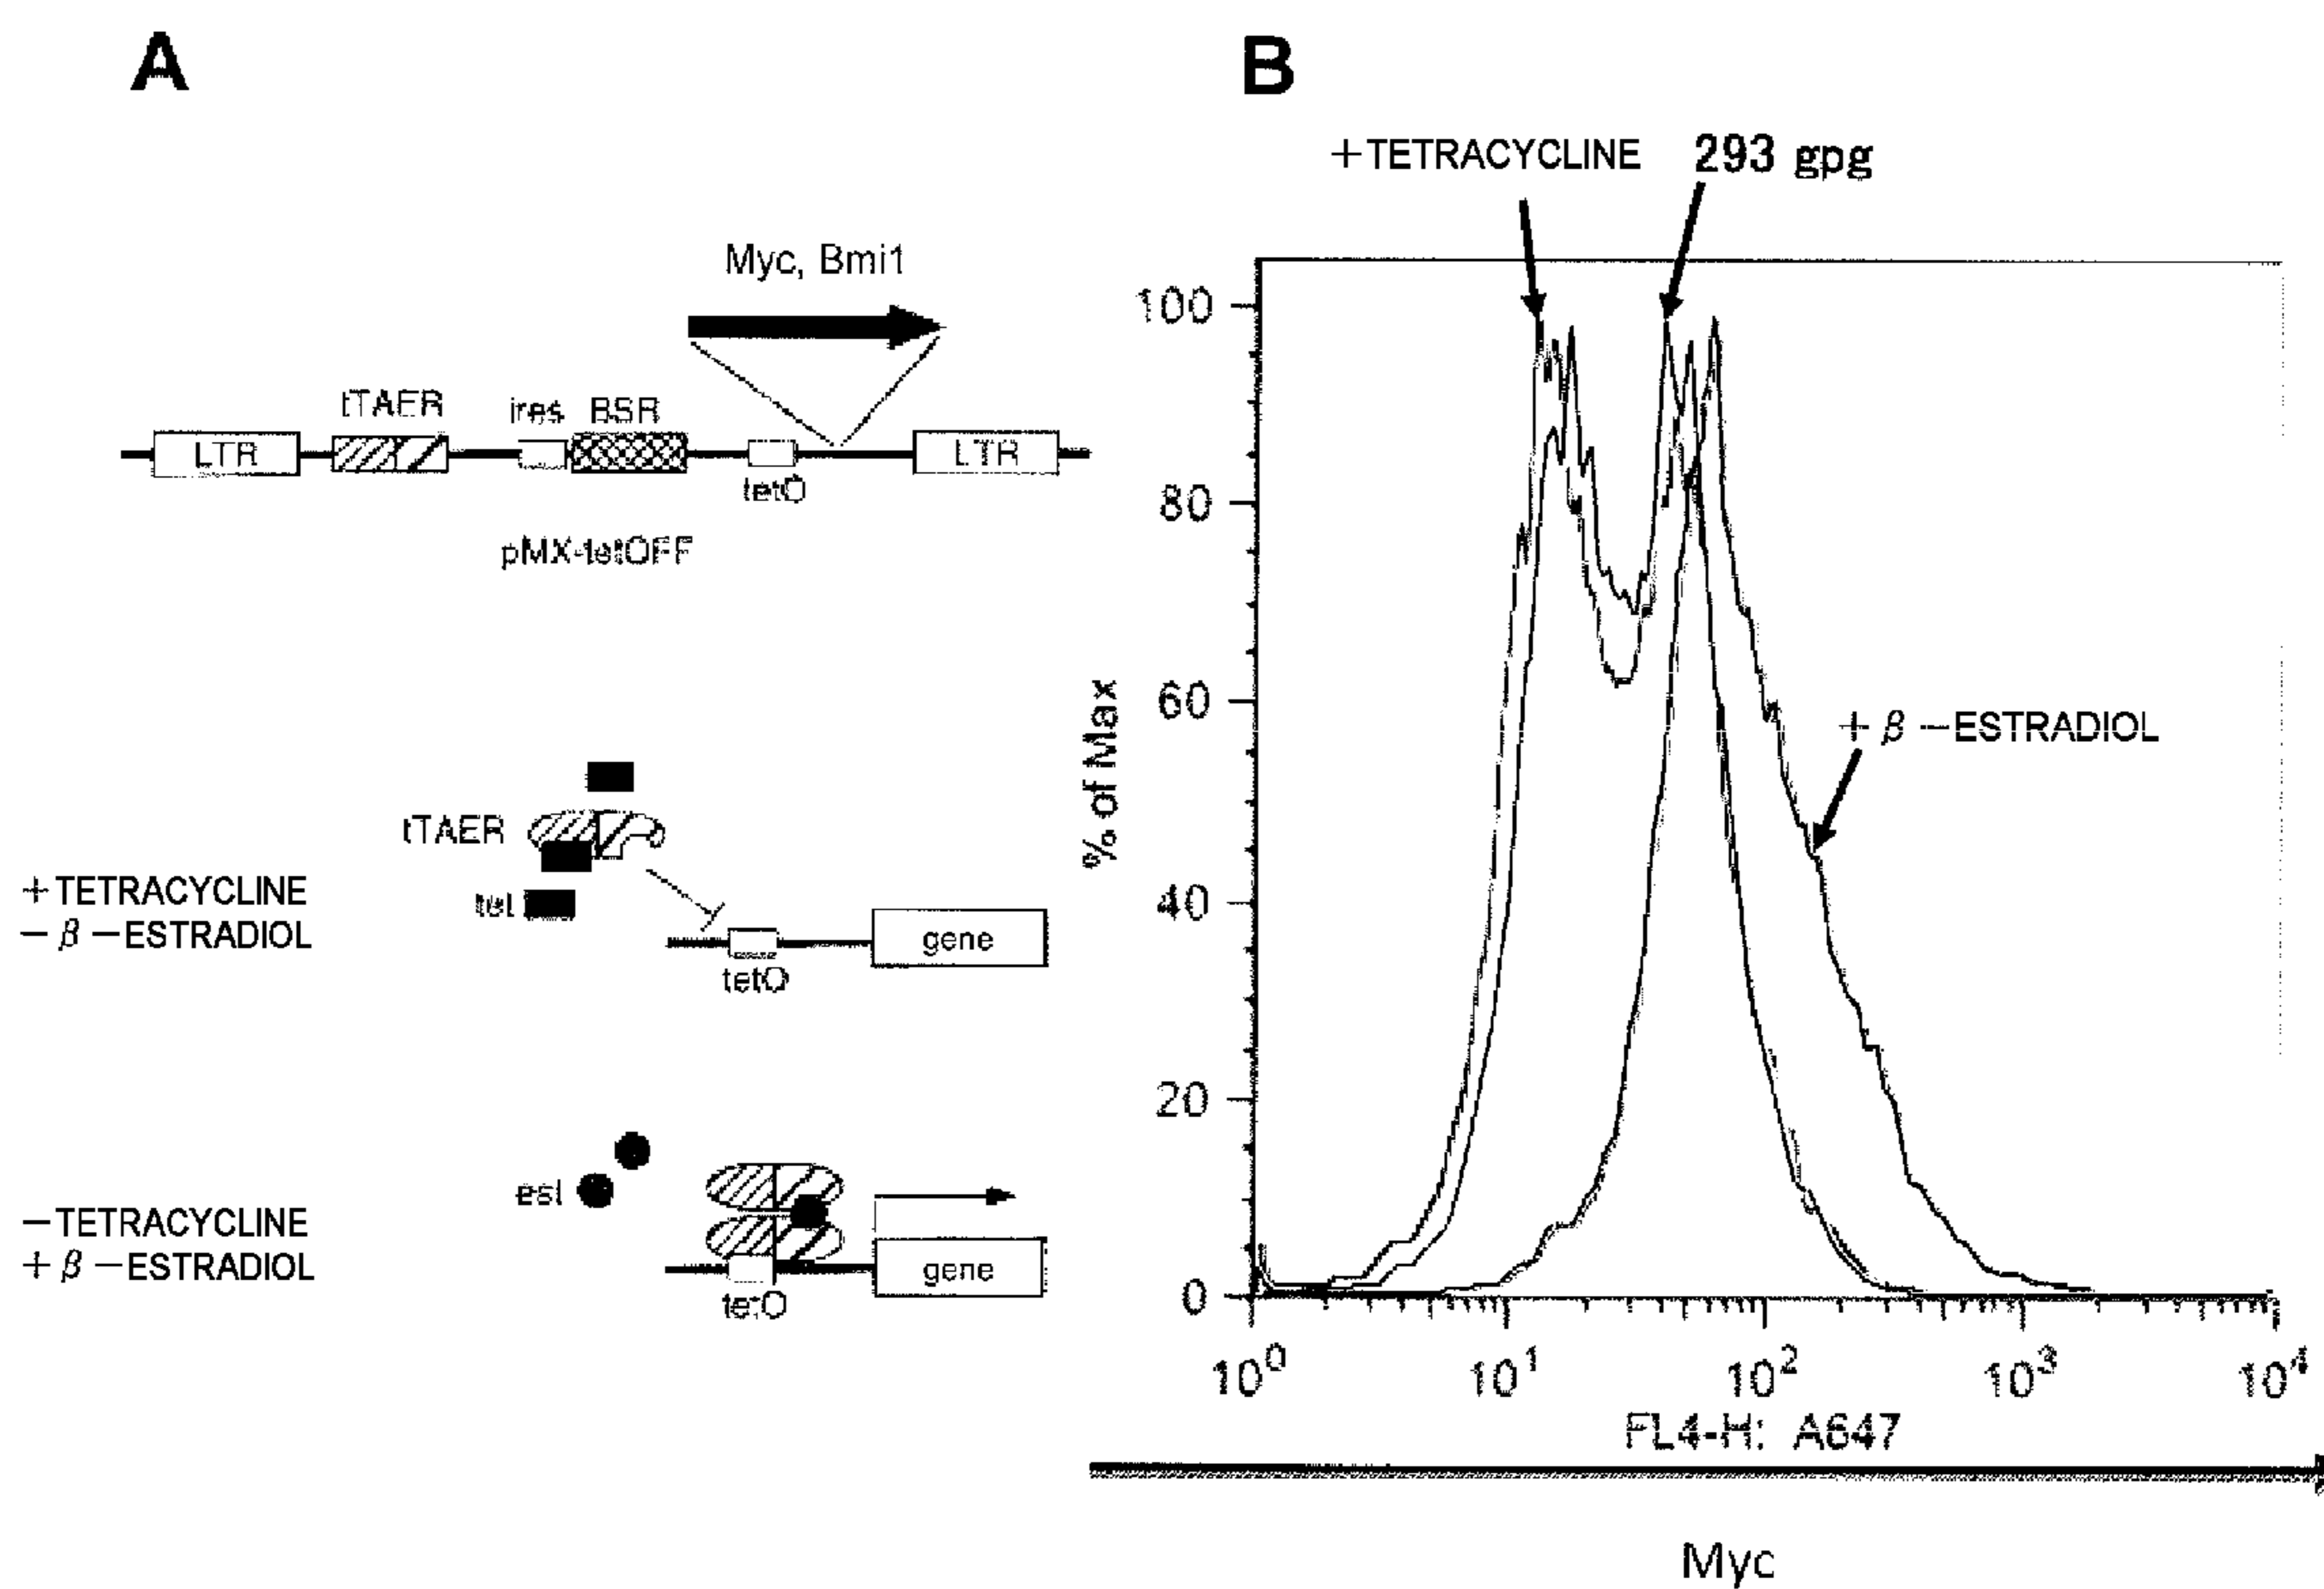 A
Myc, Bmi1
tTAER
ires BSR
LTR
LTR
tetO
pMX-tetOFF
tTAER
+TETRACYCLINE
−β−ESTRADIOL
tet
gene
tetO
est
−TETRACYCLINE
+β−ESTRADIOL
gene
tetO
B
+TETRACYCLINE
293 gpg
+β−ESTRADIOL
% of Max
100
80
60
40
20
0
10⁰ 10¹ 10² 10³ 10⁴
FL4-H: A647
Myc